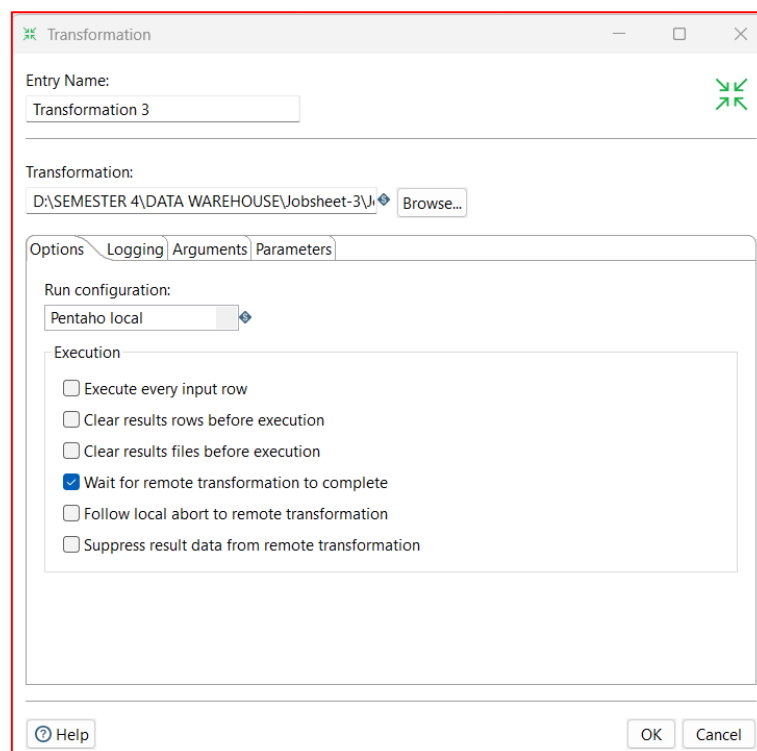 Transformation
Entry Name:
Transformation 3
Transformation:
D:\SEMESTER 4\DATA WAREHOUSE\Jobsheet-3\J
Browse...
Options Logging Arguments Parameters
Run configuration:
Pentaho local
Execution
Execute every input row
Clear results rows before execution
Clear results files before execution
Wait for remote transformation to complete
Follow local abort to remote transformation
Suppress result data from remote transformation
Help OK Cancel